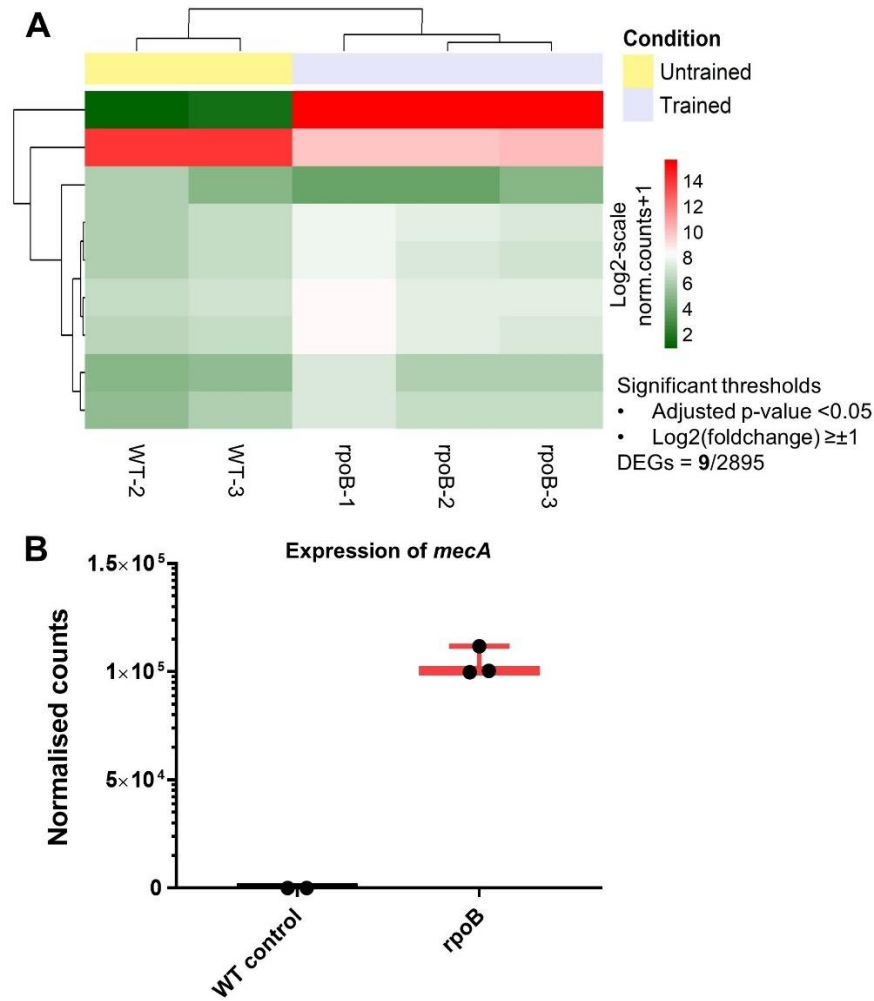 A
Condition
Untrained
Trained
Log2-scale
norm.counts+1
14
12
10
8
6
4
2
Significant thresholds
• Adjusted p-value <0.05
• Log2(foldchange) ≥±1
DEGs = 9/2895
WT-2
WT-3
rpoB-1
rpoB-2
rpoB-3
B
Expression of mecA
Normalised counts
1.5×10⁵
1×10⁵
5×10⁴
0
WT control
rpoB